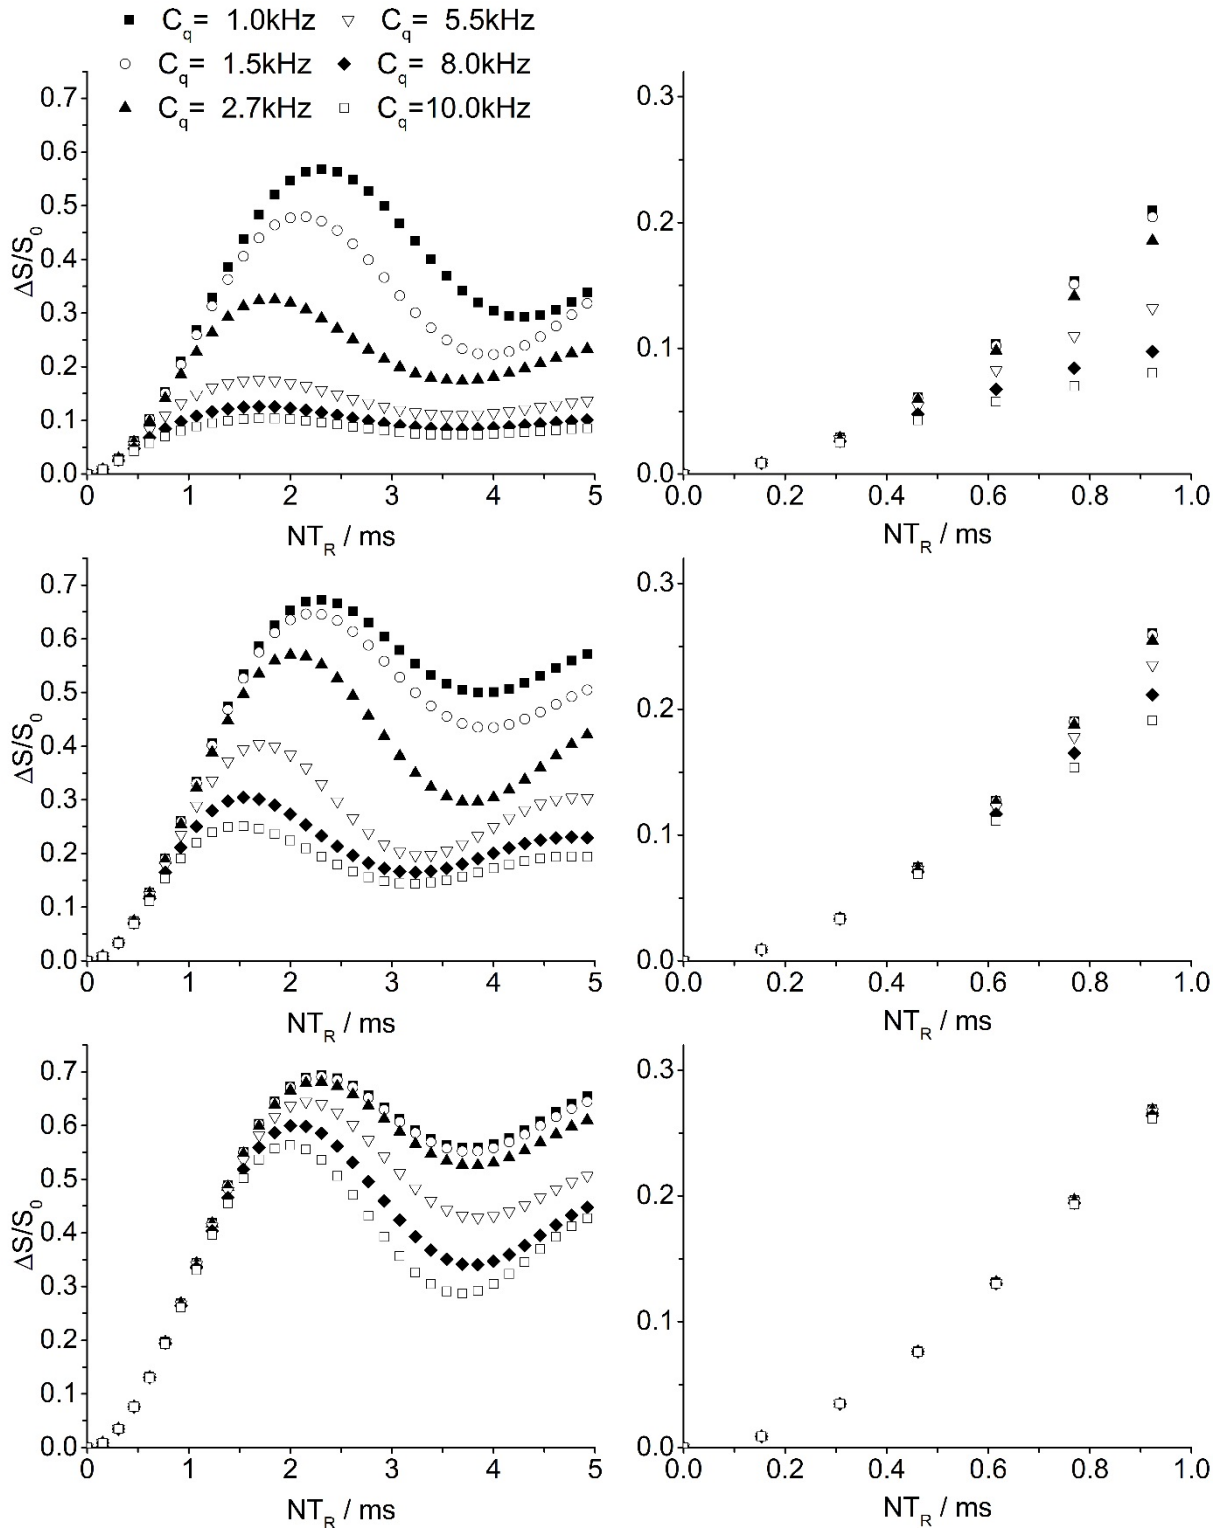 ■ C_q= 1.0kHz ▽ C_q= 5.5kHz
○ C_q= 1.5kHz ◆ C_q= 8.0kHz
▲ C_q= 2.7kHz □ C_q=10.0kHz
ΔS/S_0
0.7
0.6
0.5
0.4
0.3
0.2
0.1
0.0
0 1 2 3 4 5
NT_R / ms
0.3
0.2
0.1
0.0
0.0 0.2 0.4 0.6 0.8 1.0
NT_R / ms
ΔS/S_0
0.7
0.6
0.5
0.4
0.3
0.2
0.1
0.0
0 1 2 3 4 5
NT_R / ms
0.3
0.2
0.1
0.0
0.0 0.2 0.4 0.6 0.8 1.0
NT_R / ms
ΔS/S_0
0.7
0.6
0.5
0.4
0.3
0.2
0.1
0.0
0 1 2 3 4 5
NT_R / ms
0.3
0.2
0.1
0.0
0.0 0.2 0.4 0.6 0.8 1.0
NT_R / ms